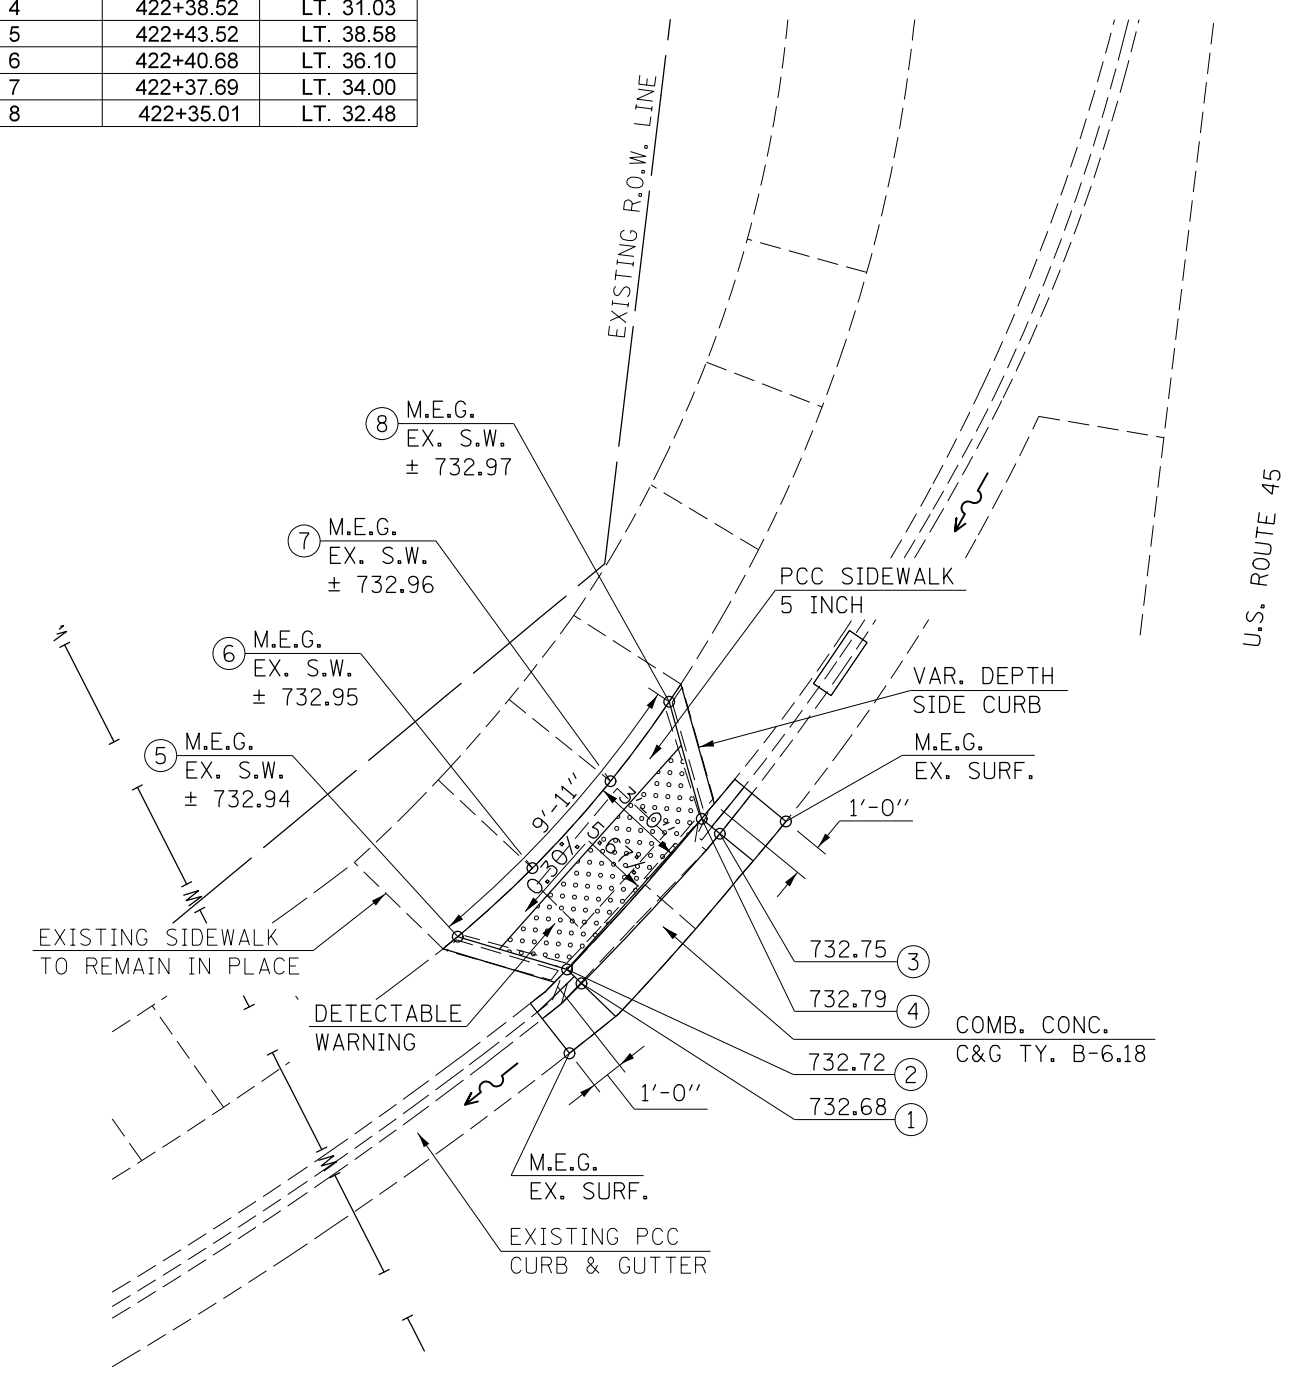 4 422+38.52 LT. 31.03
5 422+43.52 LT. 38.58
6 422+40.68 LT. 36.10
7 422+37.69 LT. 34.00
8 422+35.01 LT. 32.48
EXISTING R.O.W. LINE
8 M.E.G.
EX. S.W.
± 732.97
U.S. ROUTE 45
7 M.E.G.
EX. S.W.
± 732.96
PCC SIDEWALK
5 INCH
6 M.E.G.
EX. S.W.
± 732.95
VAR. DEPTH
SIDE CURB
5 M.E.G.
EX. S.W.
± 732.94
M.E.G.
EX. SURF.
1'-0"
9'-11"
0.30%
EXISTING SIDEWALK
TO REMAIN IN PLACE
732.75 3
732.79 4
DETECTABLE
WARNING
COMB. CONC.
C&G TY. B-6.18
732.72 2
732.68 1
1'-0"
M.E.G.
EX. SURF.
EXISTING PCC
CURB & GUTTER